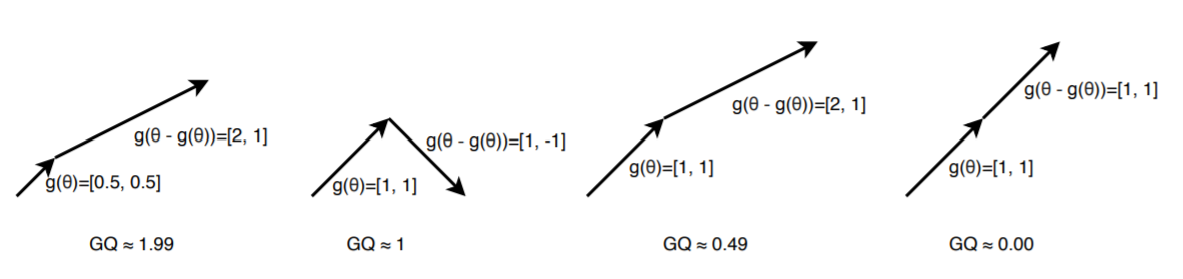 g(θ - g(θ))=[2, 1]
g(θ)=[0.5, 0.5]
GQ ≈ 1.99
g(θ - g(θ))=[1, -1]
g(θ)=[1, 1]
GQ ≈ 1
g(θ - g(θ))=[2, 1]
g(θ)=[1, 1]
GQ ≈ 0.49
g(θ - g(θ))=[1, 1]
g(θ)=[1, 1]
GQ ≈ 0.00